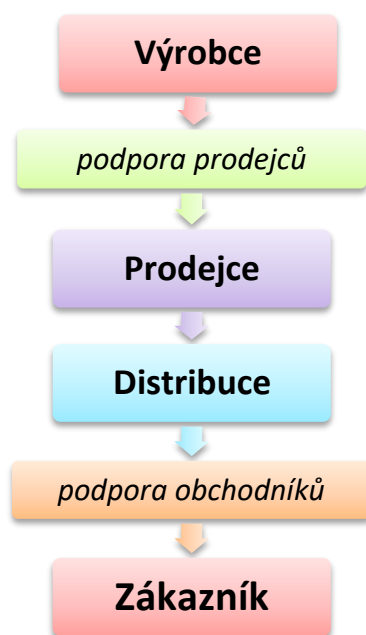 Výrobce
podpora prodejců
Prodejce
Distribuce
podpora obchodníků
Zákazník